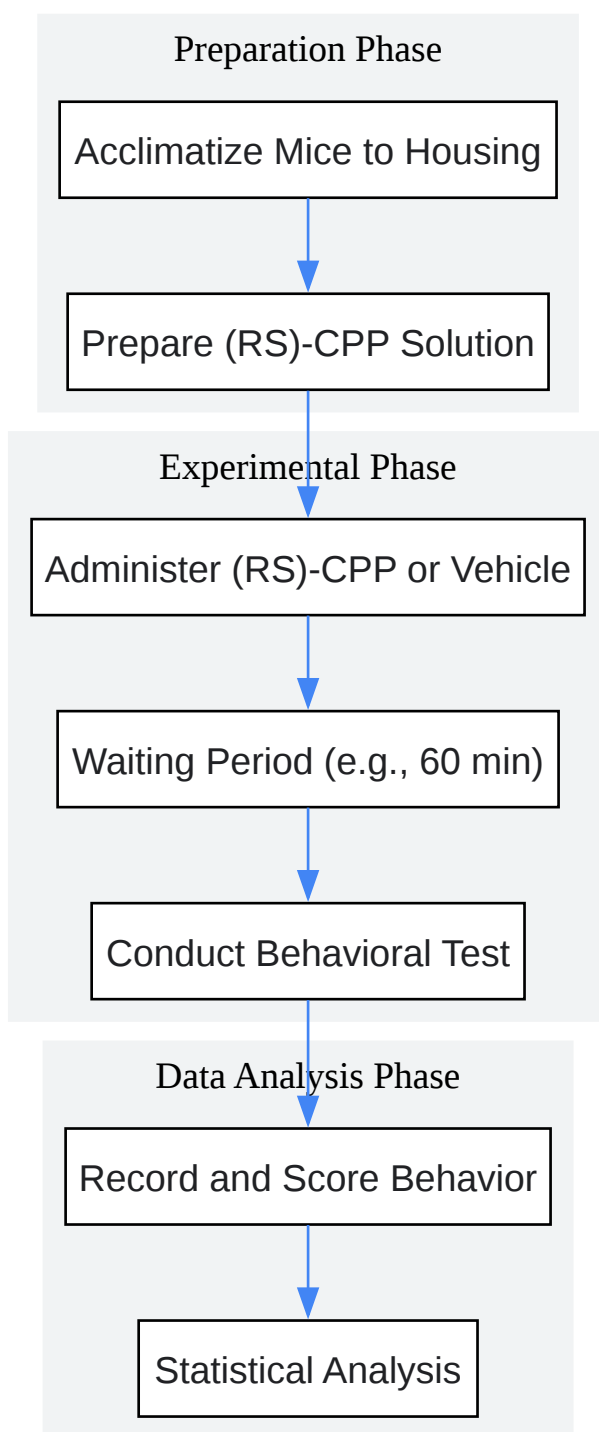 Preparation Phase
Acclimatize Mice to Housing
Prepare (RS)-CPP Solution
Experimental Phase
Administer (RS)-CPP or Vehicle
Waiting Period (e.g., 60 min)
Conduct Behavioral Test
Data Analysis Phase
Record and Score Behavior
Statistical Analysis